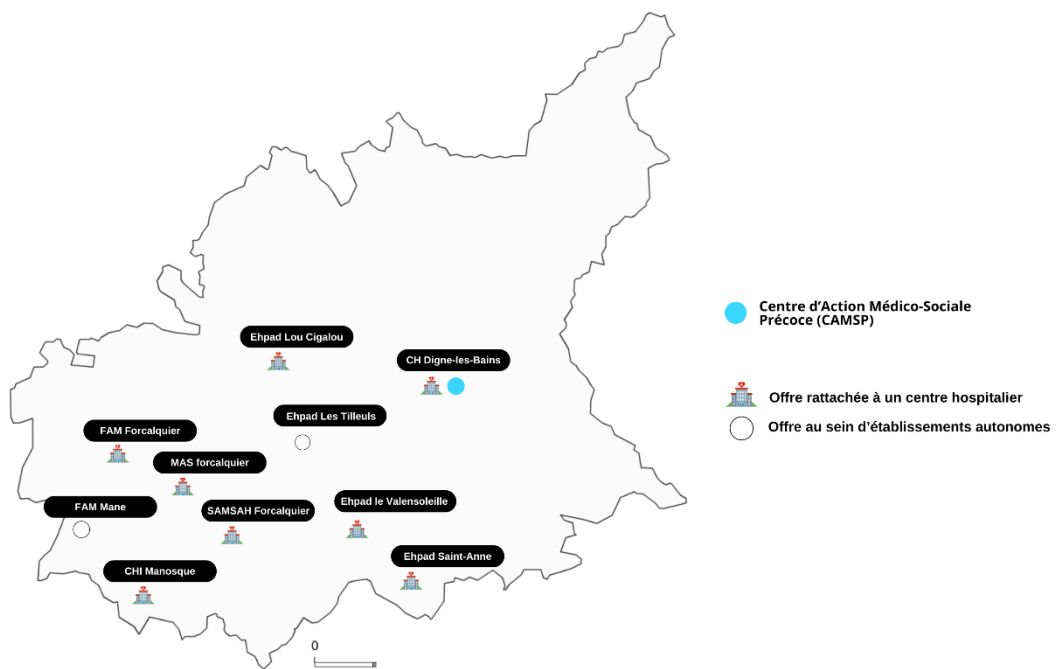 Ehpad Lou Cigalou
CH Digne-les-Bains
Ehpad Les Tilleuls
FAM Forcalquier
MAS forcalquier
FAM Mane
SAMSAH Forcalquier
Ehpad le Valensoleille
Ehpad Saint-Anne
CHI Manosque
0
Centre d'Action Médico-Sociale
Précoce (CAMSP)
Offre rattachée à un centre hospitalier
Offre au sein d'établissements autonomes